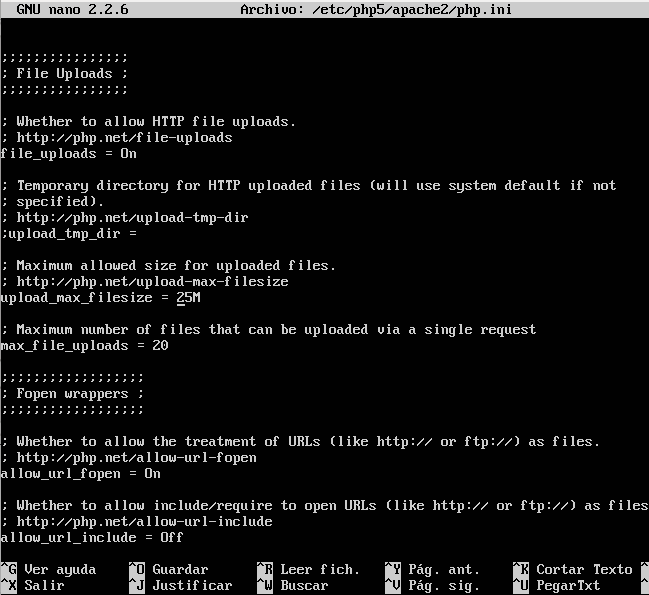 GNU nano 2.2.6 Archivo: /etc/php5/apache2/php.ini
;;;;;;;;;;;;;;;;
; File Uploads ;
;;;;;;;;;;;;;;;;
; Whether to allow HTTP file uploads.
; http://php.net/file-uploads
file_uploads = On
; Temporary directory for HTTP uploaded files (will use system default if not
; specified).
; http://php.net/upload-tmp-dir
;upload_tmp_dir =
; Maximum allowed size for uploaded files.
; http://php.net/upload-max-filesize
upload_max_filesize = 25M
; Maximum number of files that can be uploaded via a single request
max_file_uploads = 20
;;;;;;;;;;;;;;;;;;
; Fopen wrappers ;
;;;;;;;;;;;;;;;;;;
; Whether to allow the treatment of URLs (like http:// or ftp://) as files.
; http://php.net/allow-url-fopen
allow_url_fopen = On
; Whether to allow include/require to open URLs (like http:// or ftp://) as files
; http://php.net/allow-url-include
allow_url_include = Off
^G Ver ayuda ^O Guardar ^R Leer fich. ^Y Pág. ant. ^K Cortar Texto ^
^X Salir ^J Justificar ^W Buscar ^V Pág. sig. ^U PegarTxt ^